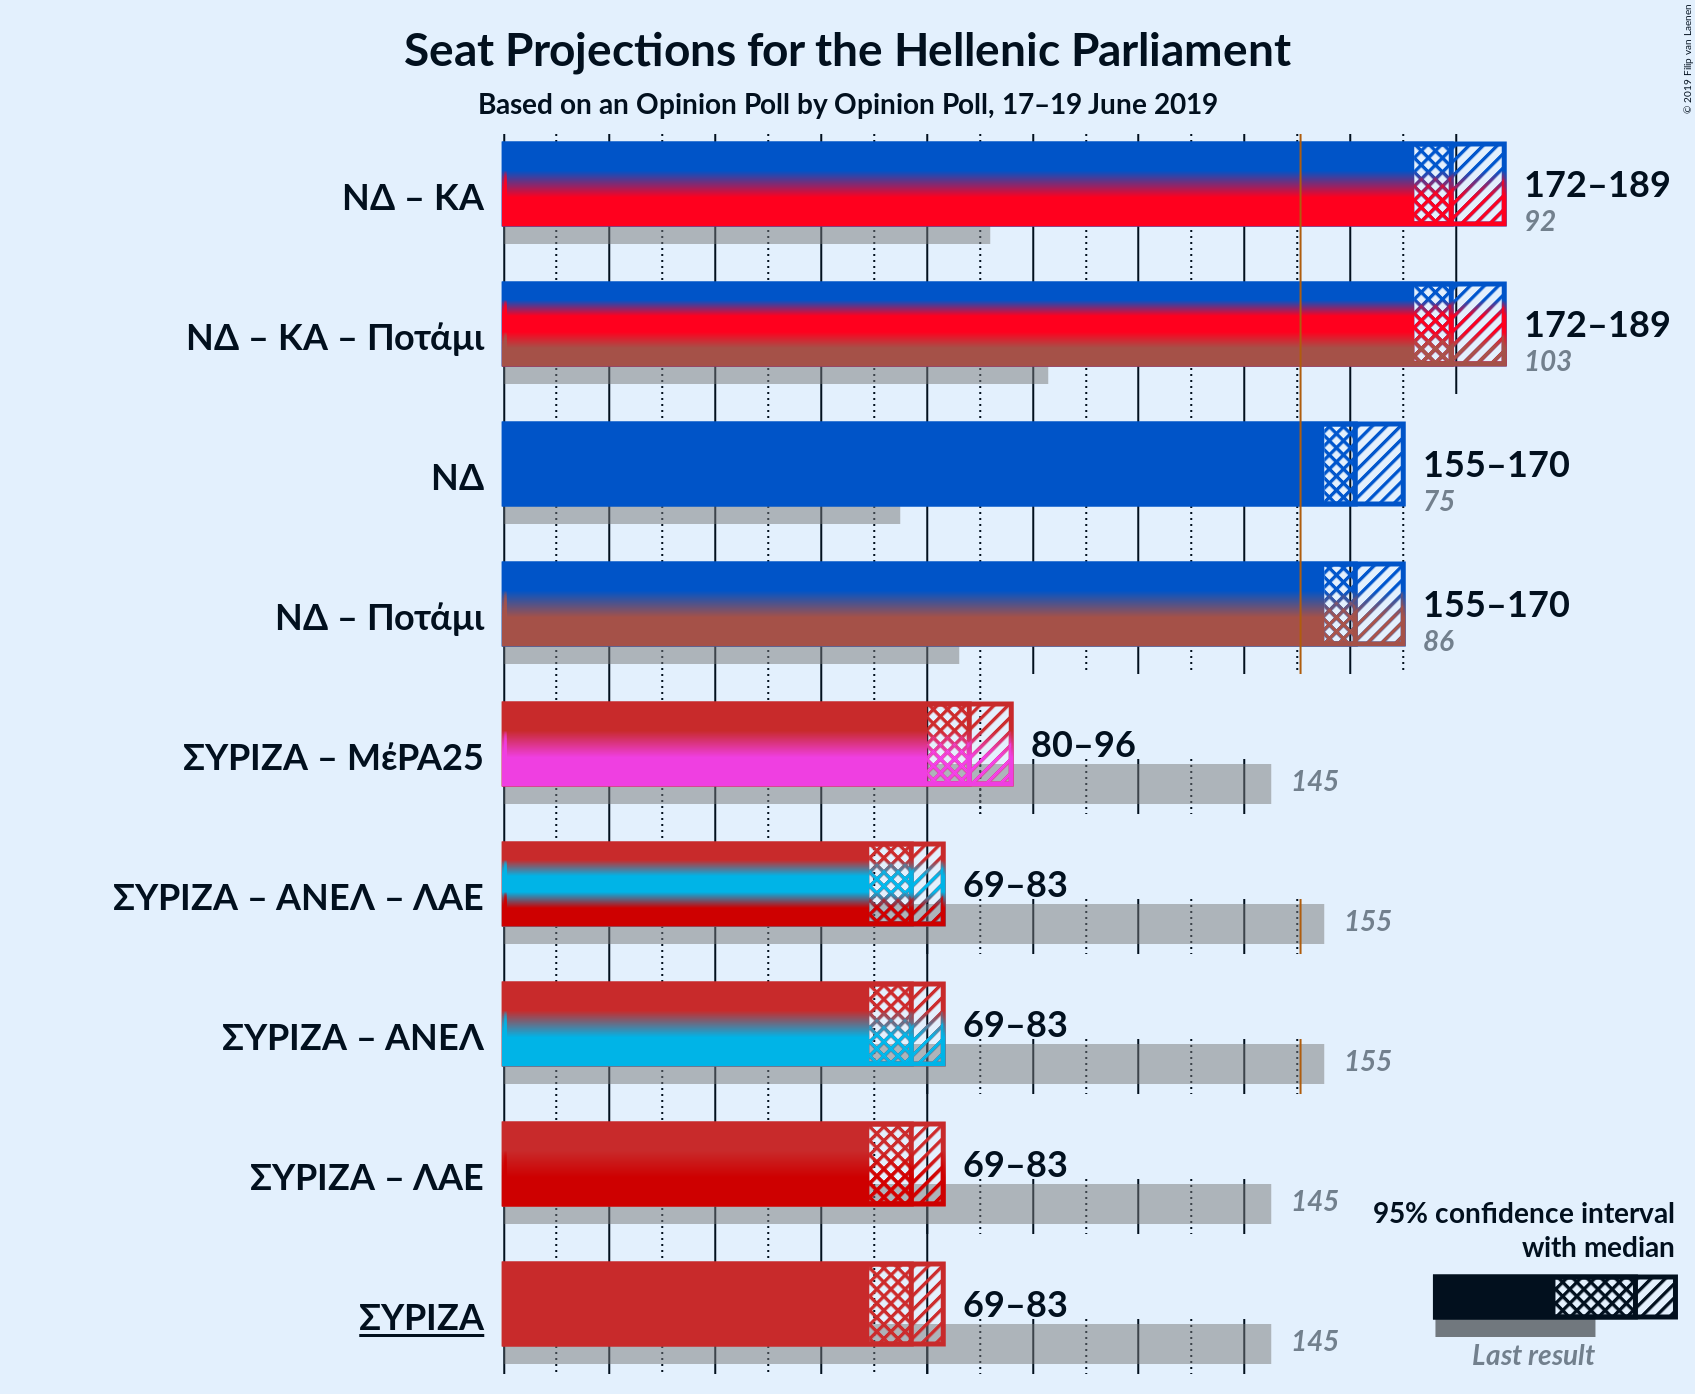 Seat Projections for the Hellenic Parliament
Based on an Opinion Poll by Opinion Poll, 17–19 June 2019
© 2019 Filip van Laenen
ΝΔ – ΚΑ
172–189
92
ΝΔ – ΚΑ – Ποτάμι
172–189
103
ΝΔ
155–170
75
ΝΔ – Ποτάμι
155–170
86
ΣΥΡΙΖΑ – ΜέΡΑ25
80–96
145
ΣΥΡΙΖΑ – ΑΝΕΛ – ΛΑΕ
69–83
155
ΣΥΡΙΖΑ – ΑΝΕΛ
69–83
155
ΣΥΡΙΖΑ – ΛΑΕ
69–83
145
ΣΥΡΙΖΑ
69–83
145
95% confidence interval
with median
Last result